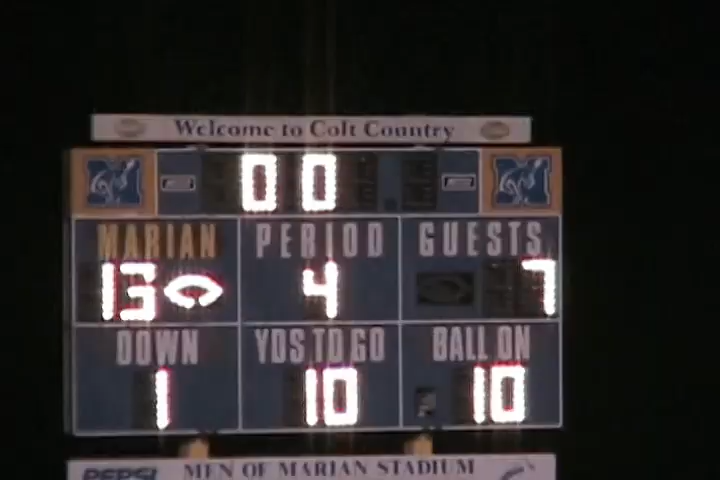 Welcome to Colt Country
00
MARIAN PERIOD GUESTS
13 4 7
DOWN YDS TO GO BALL ON
1 10 10
PEPSI MEN OF MARIAN STADIUM